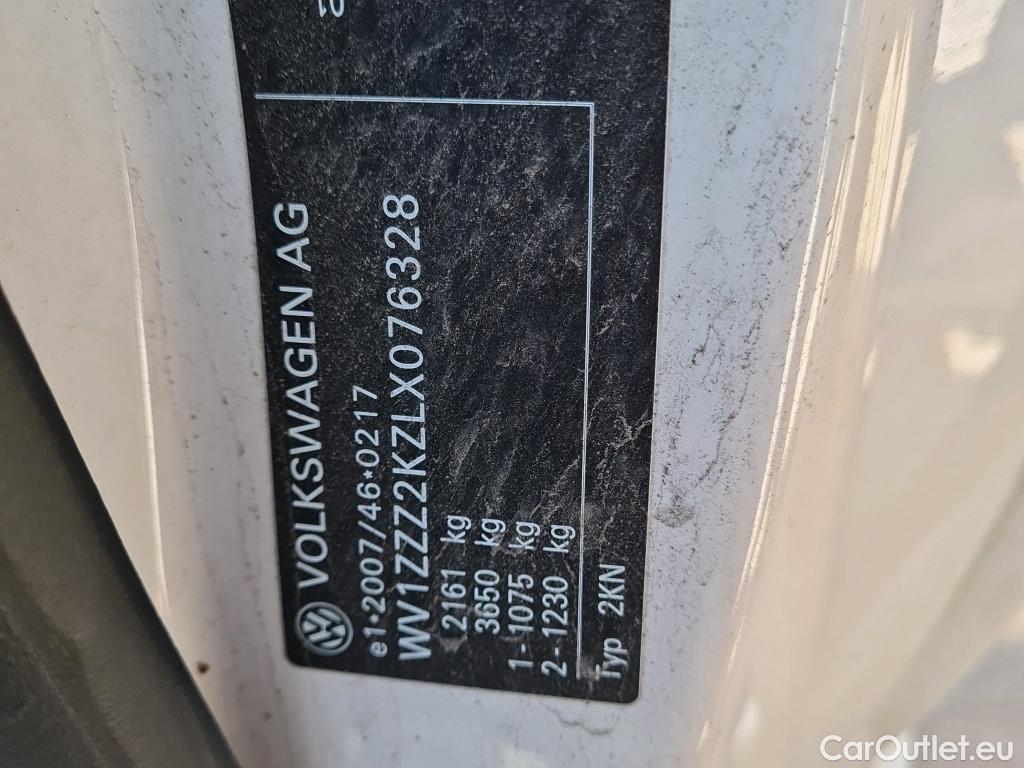 VOLKSWAGEN AG
e1*2007/46*0217
WV1ZZZ2KZLX076328
2161 kg
3650 kg
1-1075 kg
2-1230 kg
Typ 2KN
CarOutlet.eu